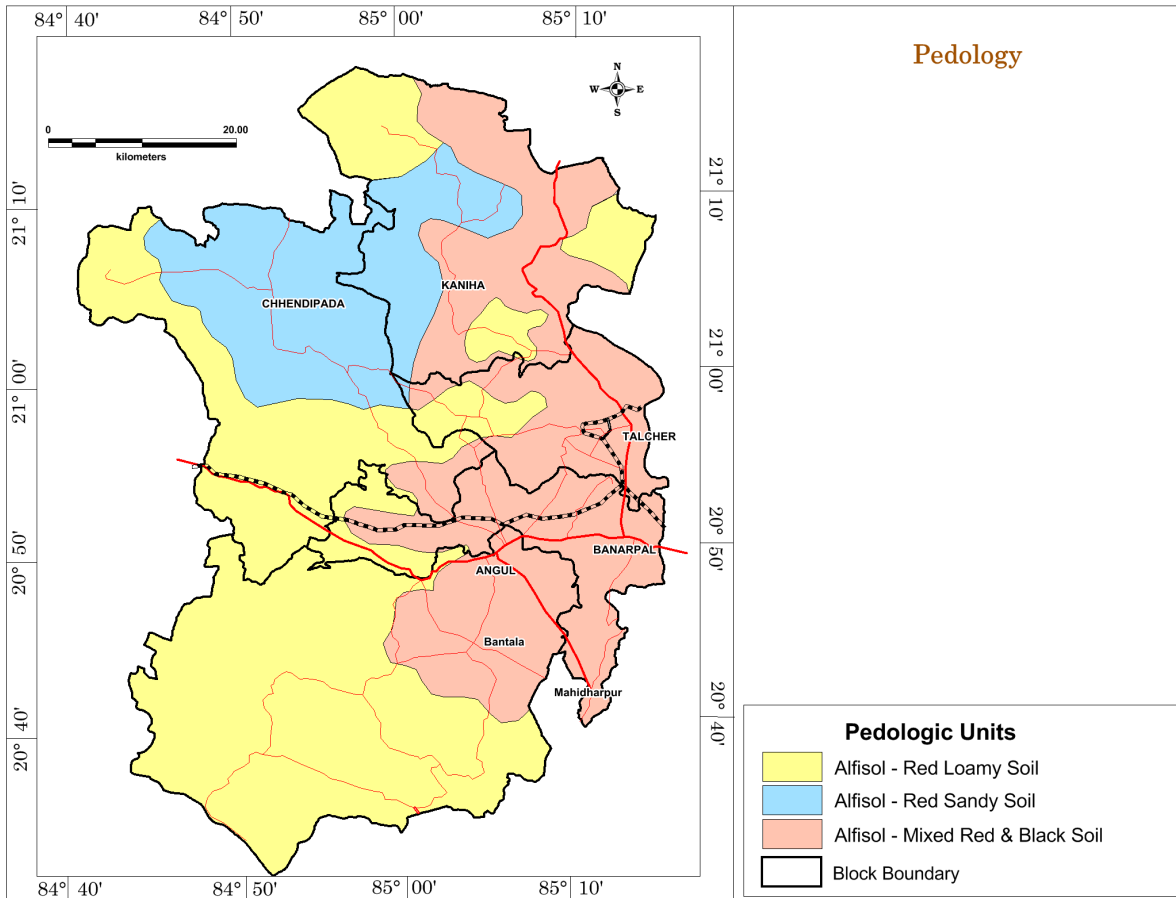 84° 40'
84° 50'
85° 00'
85° 10'
Pedology
N
W E
S
0 20.00
kilometers
21° 10'
21° 10'
KANIHA
CHHENDIPADA
21° 00'
21° 00'
TALCHER
20° 50'
20° 50'
BANARPAL
ANGUL
Bantala
Mahidharpur
20° 40'
20° 40'
Pedologic Units
Alfisol - Red Loamy Soil
Alfisol - Red Sandy Soil
Alfisol - Mixed Red & Black Soil
Block Boundary
84° 40'
84° 50'
85° 00'
85° 10'